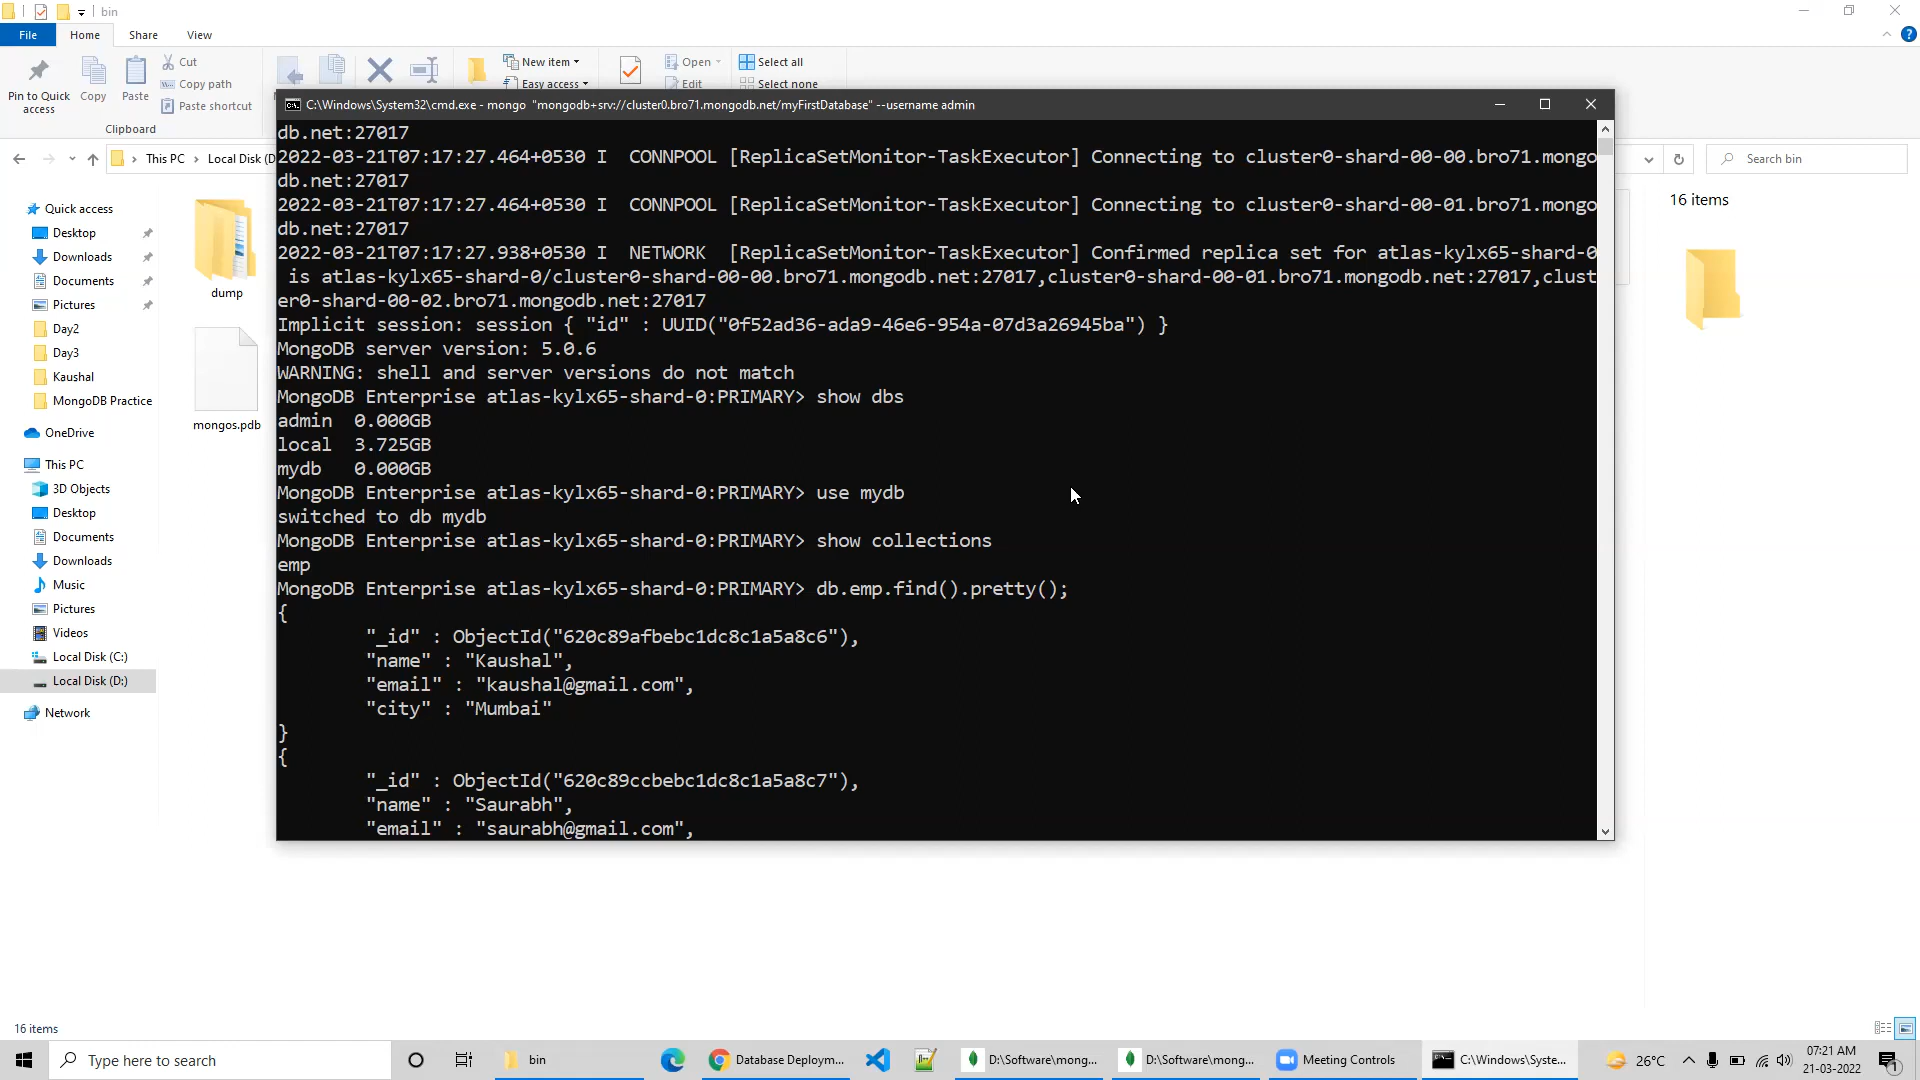 bin
File
Home
Share
View
Pin to Quick access
Copy
Paste
Cut
Copy path
Paste shortcut
Clipboard
New item
Easy access
Open
Edit
Select all
Select none
This PC
Local Disk (D
Search bin
C:\Windows\System32\cmd.exe - mongo "mongodb+srv://cluster0.bro71.mongodb.net/myFirstDatabase" --username admin
db.net:27017
2022-03-21T07:17:27.464+0530 I  CONNPOOL [ReplicaSetMonitor-TaskExecutor] Connecting to cluster0-shard-00-00.bro71.mongo
db.net:27017
2022-03-21T07:17:27.464+0530 I  CONNPOOL [ReplicaSetMonitor-TaskExecutor] Connecting to cluster0-shard-00-01.bro71.mongo
db.net:27017
2022-03-21T07:17:27.938+0530 I  NETWORK  [ReplicaSetMonitor-TaskExecutor] Confirmed replica set for atlas-kylx65-shard-0
is atlas-kylx65-shard-0/cluster0-shard-00-00.bro71.mongodb.net:27017,cluster0-shard-00-01.bro71.mongodb.net:27017,clust
er0-shard-00-02.bro71.mongodb.net:27017
Implicit session: session { "id" : UUID("0f52ad36-ada9-46e6-954a-07d3a26945ba") }
MongoDB server version: 5.0.6
WARNING: shell and server versions do not match
MongoDB Enterprise atlas-kylx65-shard-0:PRIMARY> show dbs
admin  0.000GB
local  3.725GB
mydb   0.000GB
MongoDB Enterprise atlas-kylx65-shard-0:PRIMARY> use mydb
switched to db mydb
MongoDB Enterprise atlas-kylx65-shard-0:PRIMARY> show collections
emp
MongoDB Enterprise atlas-kylx65-shard-0:PRIMARY> db.emp.find().pretty();
{
"_id" : ObjectId("620c89afbebc1dc8c1a5a8c6"),
"name" : "Kaushal",
"email" : "kaushal@gmail.com",
"city" : "Mumbai"
}
{
"_id" : ObjectId("620c89ccbebc1dc8c1a5a8c7"),
"name" : "Saurabh",
"email" : "saurabh@gmail.com",
Quick access
Desktop
Downloads
Documents
Pictures
Day2
Day3
Kaushal
MongoDB Practice
OneDrive
This PC
3D Objects
Desktop
Documents
Downloads
Music
Pictures
Videos
Local Disk (C:)
Local Disk (D:)
Network
dump
mongos.pdb
16 items
16 items
Type here to search
bin
Database Deploym...
D:\Software\mong...
D:\Software\mong...
Meeting Controls
C:\Windows\Syste...
26°C
07:21 AM
21-03-2022
1